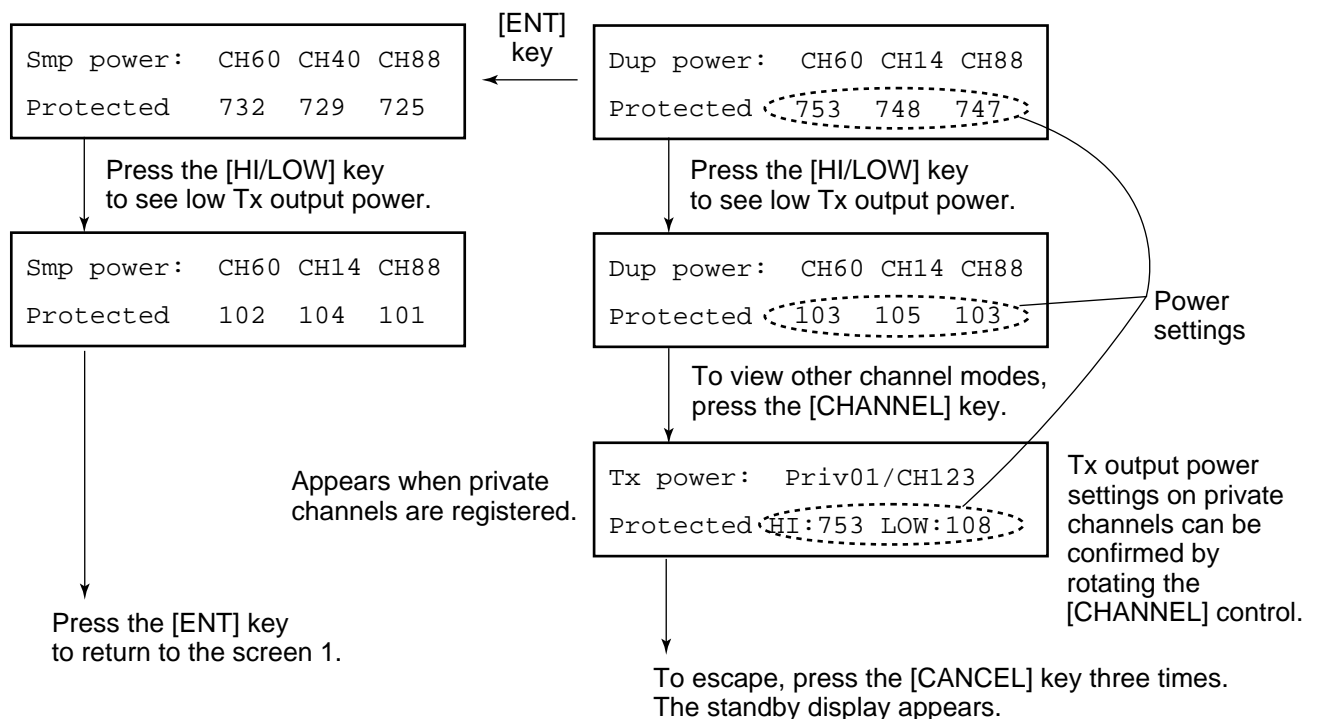 [ENT]
key
Smp power: CH60 CH40 CH88
Protected 732 729 725
Dup power: CH60 CH14 CH88
Protected 753 748 747
Press the [HI/LOW] key
to see low Tx output power.
Press the [HI/LOW] key
to see low Tx output power.
Smp power: CH60 CH14 CH88
Protected 102 104 101
Dup power: CH60 CH14 CH88
Protected 103 105 103
Power
settings
To view other channel modes,
press the [CHANNEL] key.
Appears when private
channels are registered.
Tx power: Priv01/CH123
Protected HI:753 LOW:108
Tx output power
settings on private
channels can be
confirmed by
rotating the
[CHANNEL] control.
Press the [ENT] key
to return to the screen 1.
To escape, press the [CANCEL] key three times.
The standby display appears.